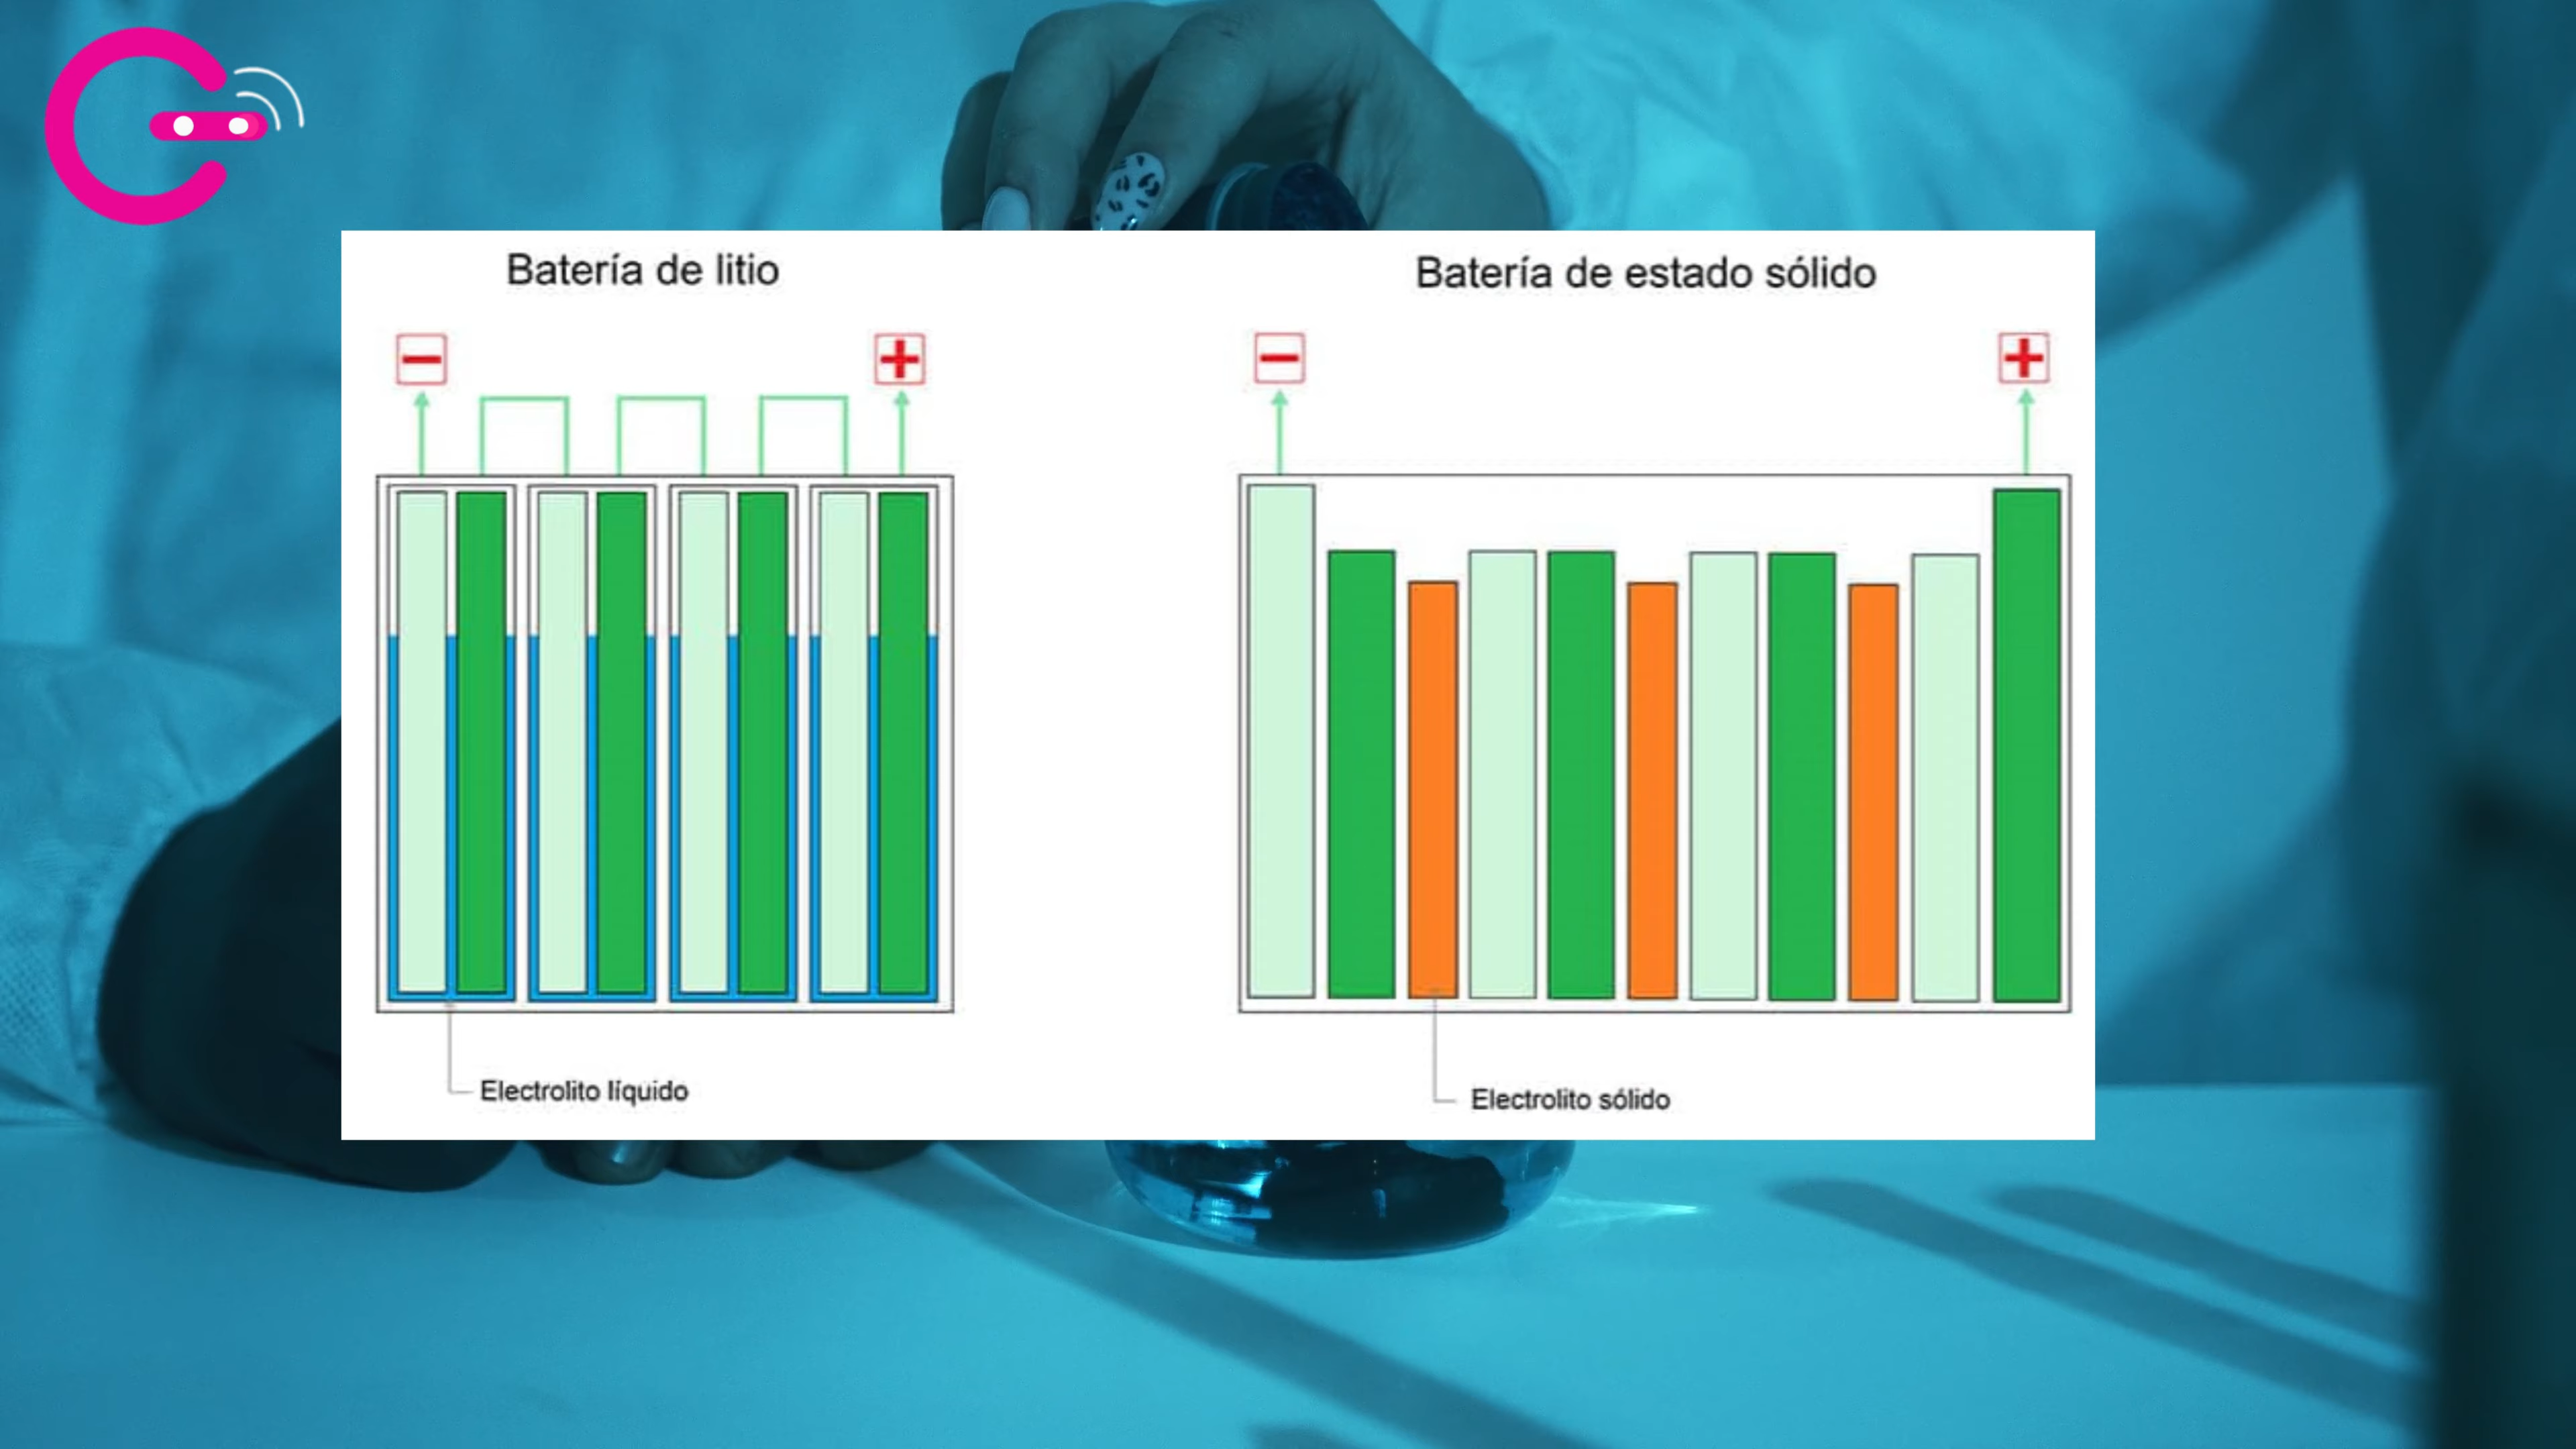 Batería de litio
Batería de estado sólido
Electrolito líquido
Electrolito sólido